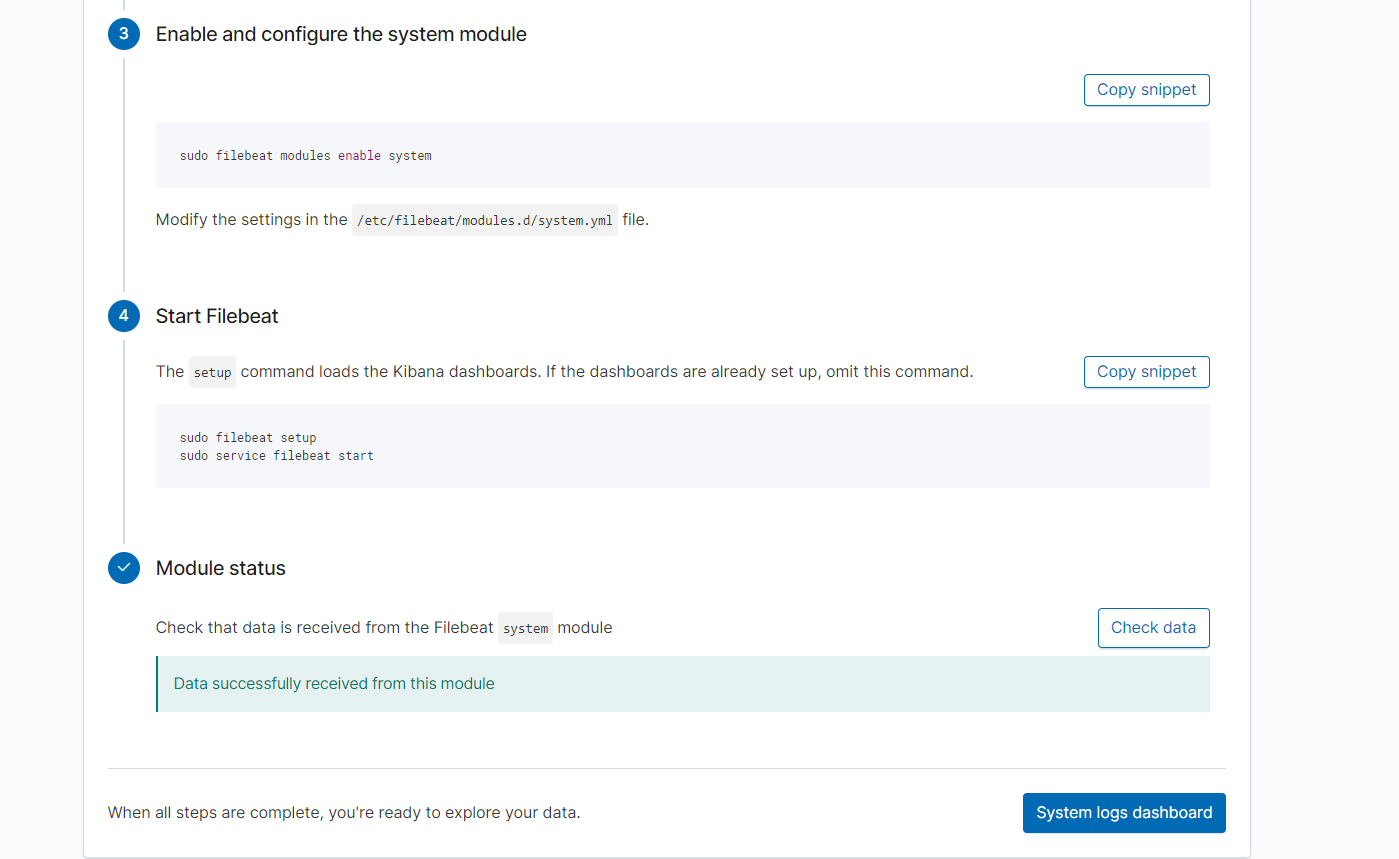 3 Enable and configure the system module
Copy snippet
sudo filebeat modules enable system
Modify the settings in the /etc/filebeat/modules.d/system.yml file.
4 Start Filebeat
The setup command loads the Kibana dashboards. If the dashboards are already set up, omit this command.
Copy snippet
sudo filebeat setup
sudo service filebeat start
Module status
Check that data is received from the Filebeat system module
Check data
Data successfully received from this module
When all steps are complete, you're ready to explore your data.
System logs dashboard